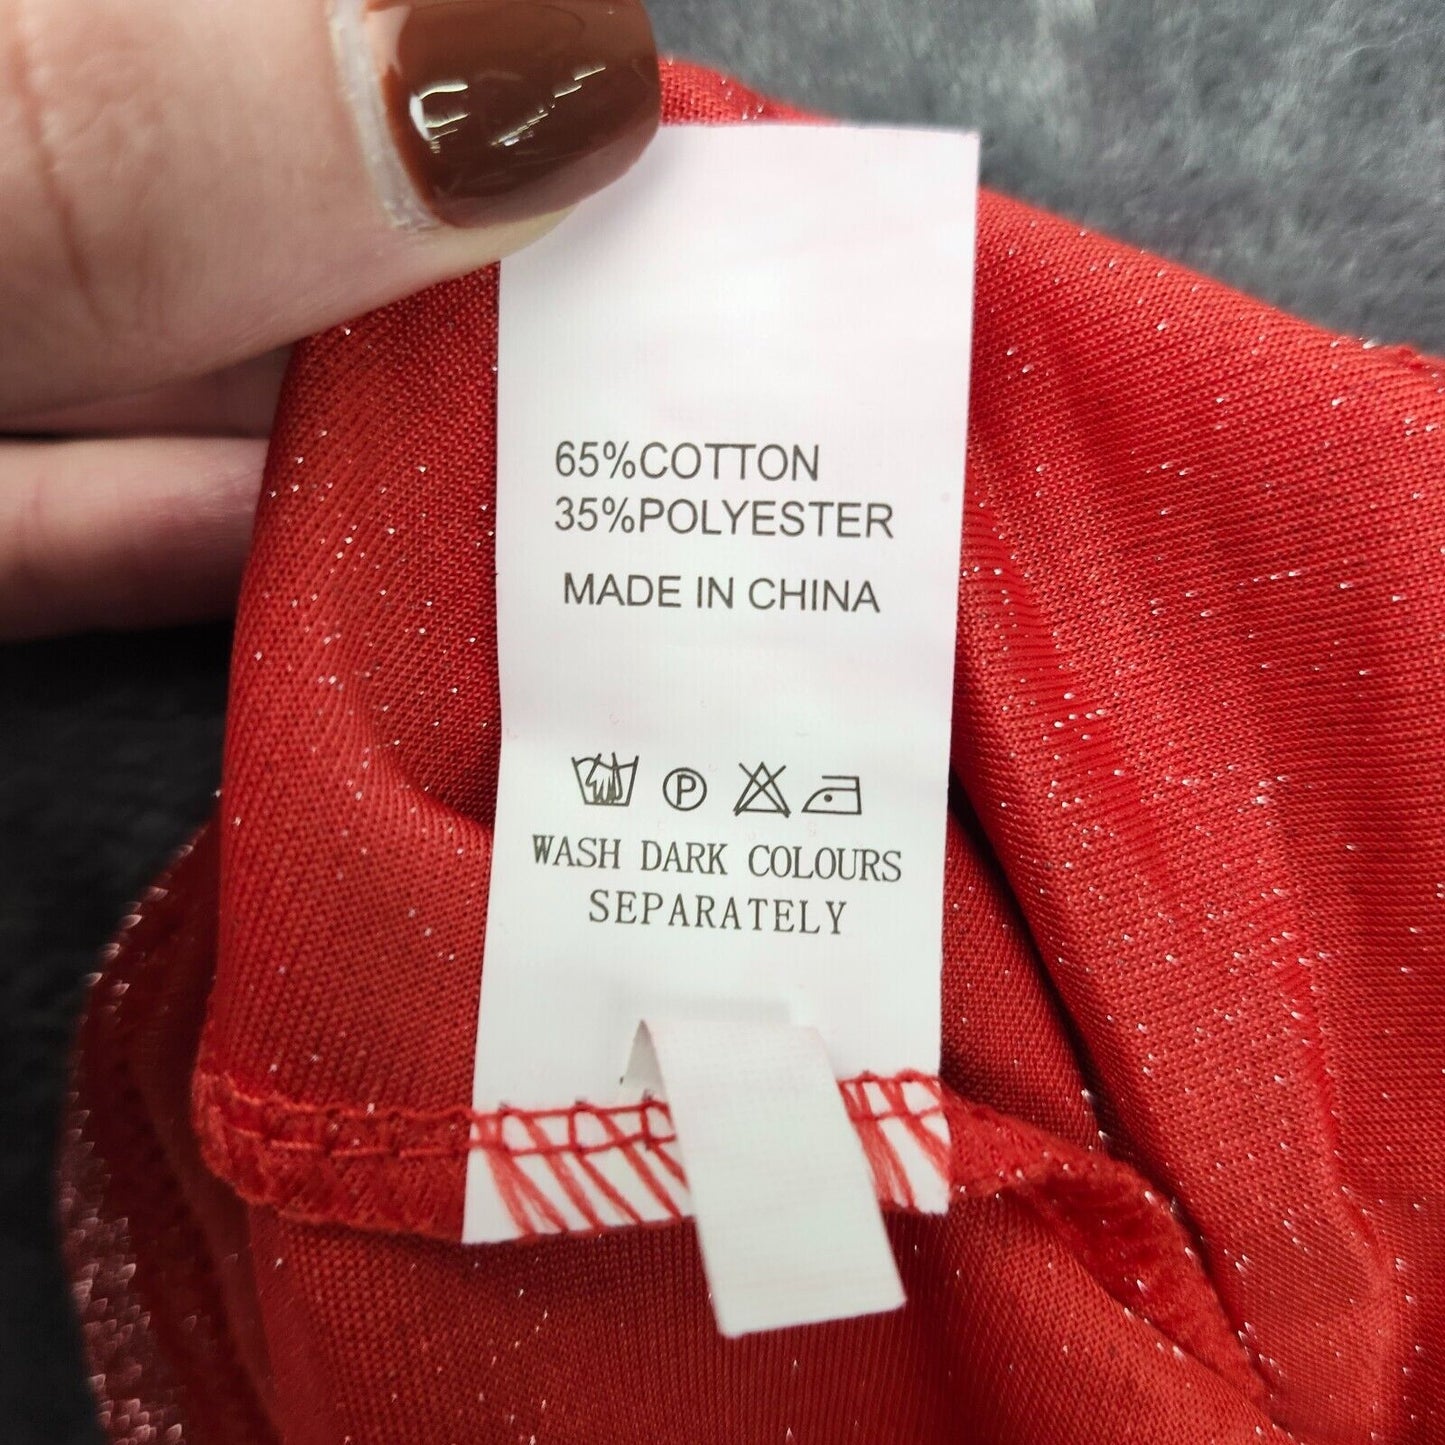 65%COTTON
35%POLYESTER
MADE IN CHINA
P
WASH DARK COLOURS
SEPARATELY